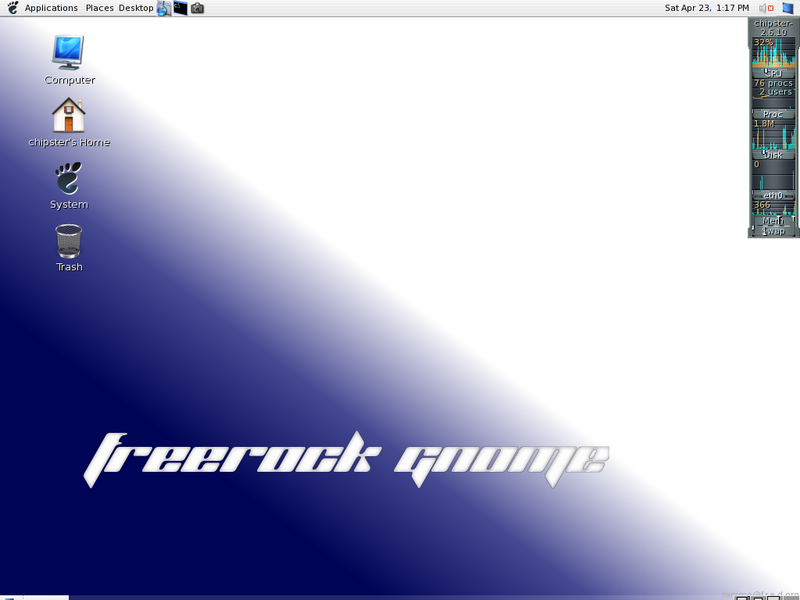 Applications Places Desktop
Sat Apr 23, 1:17 PM
chipster-
2.6.10
32%
CPU
76 procs
2 users
Proc
1.8M
Disk
0
eth0
366
Mem
Swap
Computer
chipster's Home
System
Trash
freerock gnome